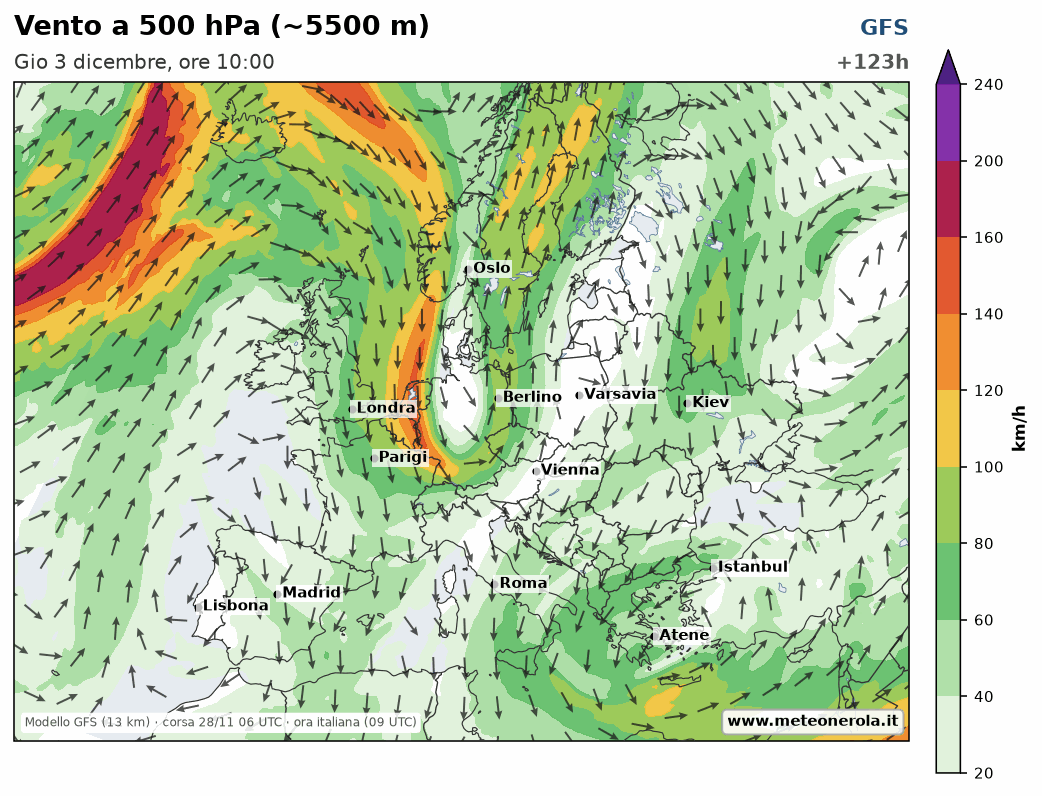 Vento a 500 hPa (~5500 m)
GFS
Gio 3 dicembre, ore 10:00
+123h
240
200
160
140
120
100
80
60
40
20
km/h
Oslo
Berlino
Varsavia
Kiev
Londra
Parigi
Vienna
Istanbul
Roma
Madrid
Lisbona
Atene
Modello GFS (13 km) · corsa 28/11 06 UTC · ora italiana (09 UTC)
www.meteonerola.it